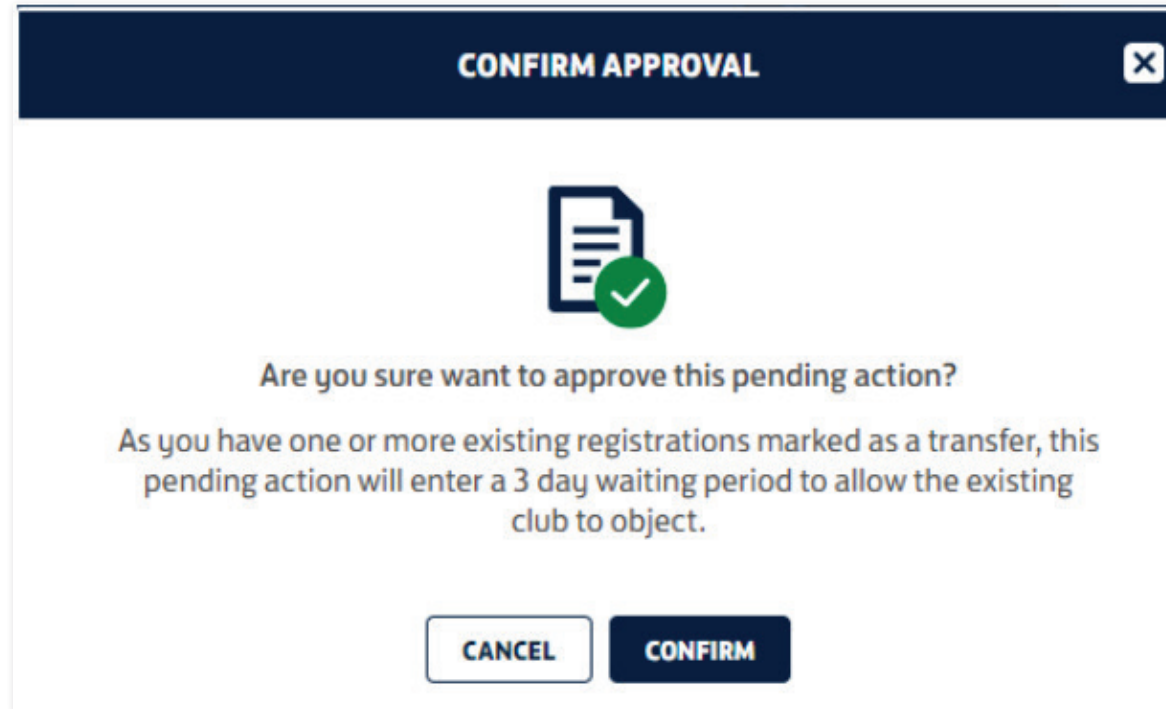 CONFIRM APPROVAL
Are you sure want to approve this pending action?
As you have one or more existing registrations marked as a transfer, this
pending action will enter a 3 day waiting period to allow the existing
club to object.
CANCEL
CONFIRM